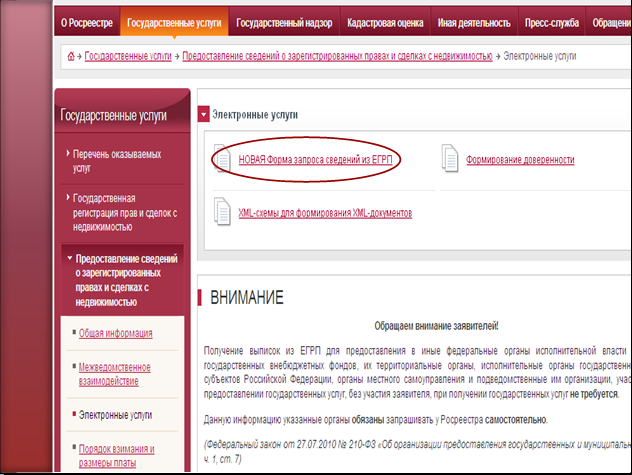 О Росреестре Государственные услуги Государственный надзор Кадастровая оценка Иная деятельность Пресс-служба Обращени
→ Государственные услуги → Предоставление сведений о зарегистрированных правах и сделках с недвижимостью → Электронные услуги
Государственные услуги
Перечень оказываемых
услуг
Государственная
регистрация прав и сделок с
недвижимостью
Предоставление сведений
о зарегистрированных
правах и сделках с
недвижимостью
Общая информация
Межведомственное
взаимодействие
Электронные услуги
Порядок взимания и
размеры платы
Электронные услуги
НОВАЯ Форма запроса сведений из ЕГРП
Формирование доверенности
XML-схемы для формирования XML-документов
ВНИМАНИЕ
Обращаем внимание заявителей!
Получение выписок из ЕГРП для предоставления в иные федеральные органы исполнительной власти
государственных внебюджетных фондов, их территориальные органы, исполнительные органы государственн
субъектов Российской Федерации, органы местного самоуправления и подведомственные им организации, учас
предоставлении государственных услуг, без участия заявителя, при получении государственных услуг не требуется.
Данную информацию указанные органы обязаны запрашивать у Росреестра самостоятельно.
(Федеральный закон от 27.07.2010 № 210-ФЗ «Об организации предоставления государственных и муниципальн
ч. 1, ст. 7)